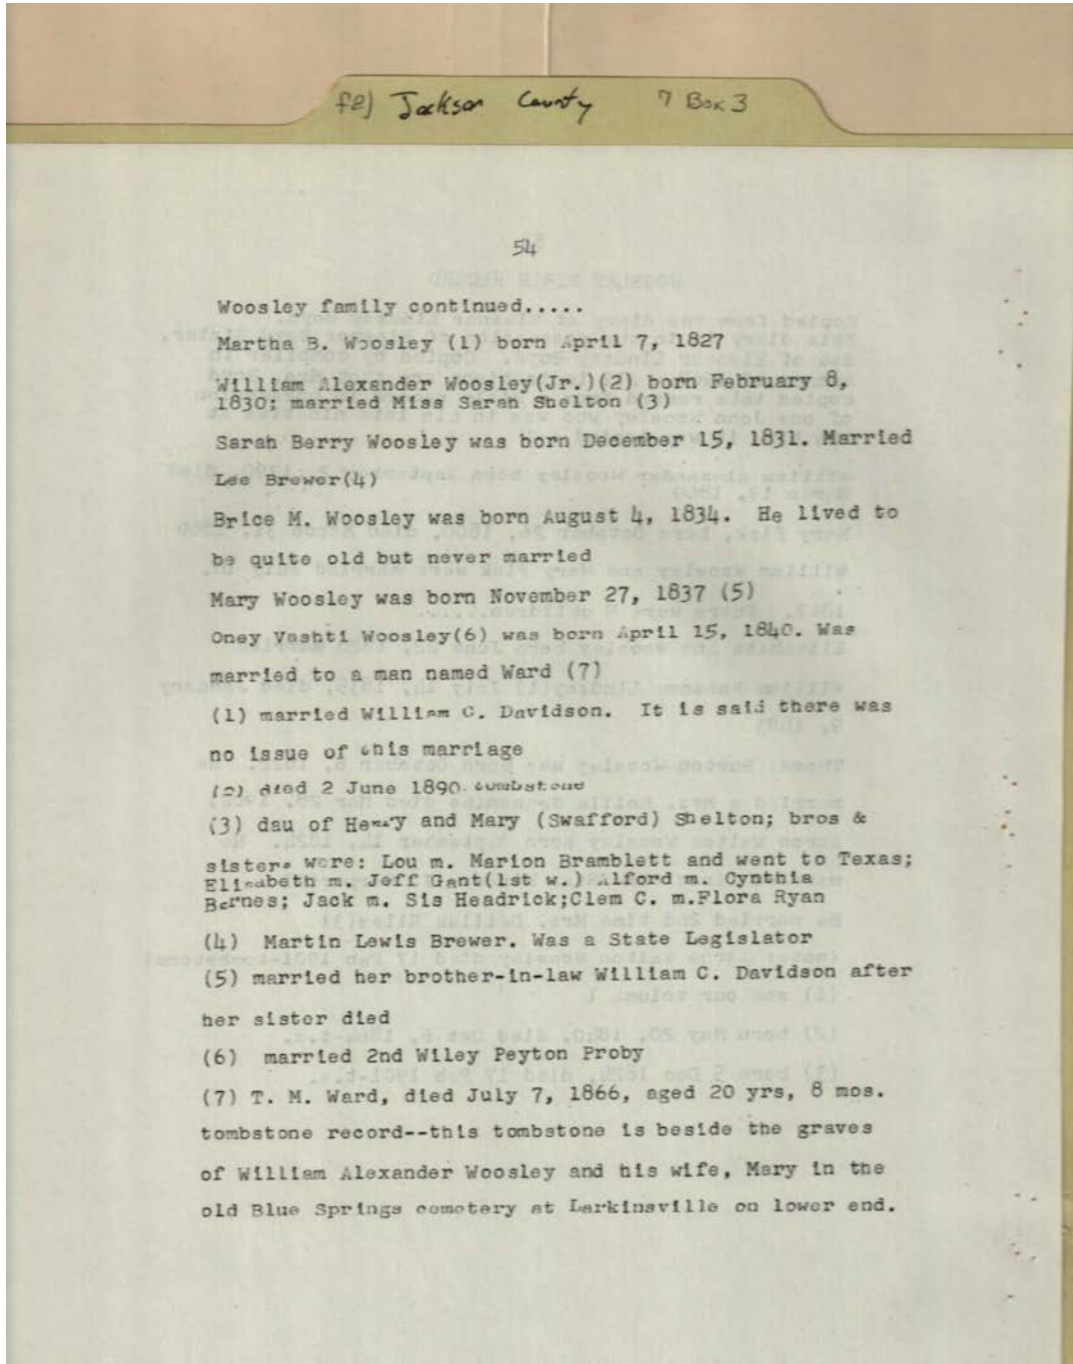 f2) Jackson County 7 Box 3
54
Woosley family continued.....
Martha B. Woosley (1) born April 7, 1827
William Alexander Woosley(Jr.)(2) born February 8,
1830; married Miss Sarah Shelton (3)
Sarah Berry Woosley was born December 15, 1831. Married
Lee Brewer(4)
Brice M. Woosley was born August 4, 1834. He lived to
be quite old but never married
Mary Woosley was born November 27, 1837 (5)
Oney Vashti Woosley(6) was born April 15, 1840. Was
married to a man named Ward (7)
(1) married William C. Davidson. It is said there was
no issue of this marriage
(2) died 2 June 1890. tombstone
(3) dau of Henry and Mary (Swafford) Shelton; bros &
sisters were: Lou m. Marion Bramblett and went to Texas;
Elizabeth m. Jeff Gant(1st w.) Alford m. Cynthia
Barnes; Jack m. Sis Headrick;Clem C. m.Flora Ryan
(4) Martin Lewis Brewer. Was a State Legislator
(5) married her brother-in-law William C. Davidson after
her sister died
(6) married 2nd Wiley Peyton Proby
(7) T. M. Ward, died July 7, 1866, aged 20 yrs, 8 mos.
tombstone record--this tombstone is beside the graves
of William Alexander Woosley and his wife, Mary in the
old Blue Springs cemetery at Larkinsville on lower end.